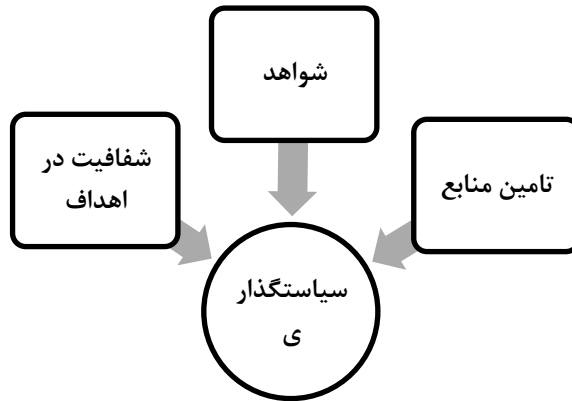 شواهد
شفافیت در
اهداف
تامین منابع
سیاستگذار
ی